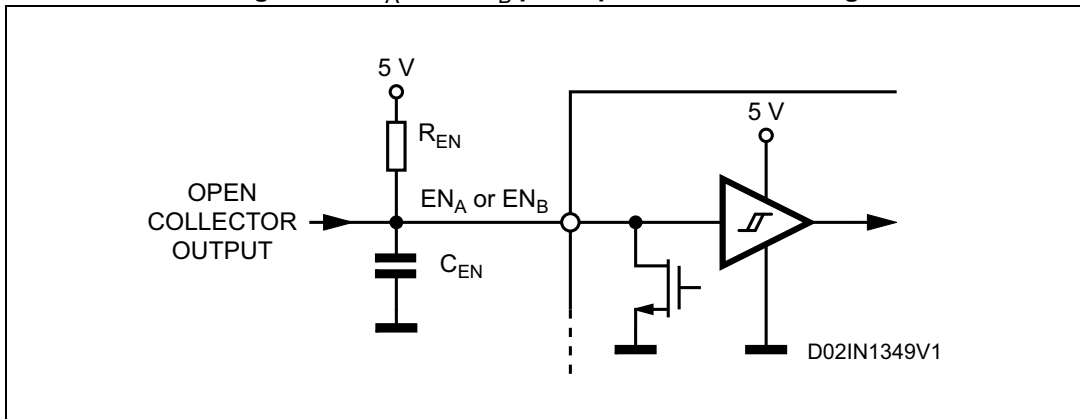 5 V
R_EN
5 V
OPEN
COLLECTOR
OUTPUT
EN_A or EN_B
C_EN
D02IN1349V1